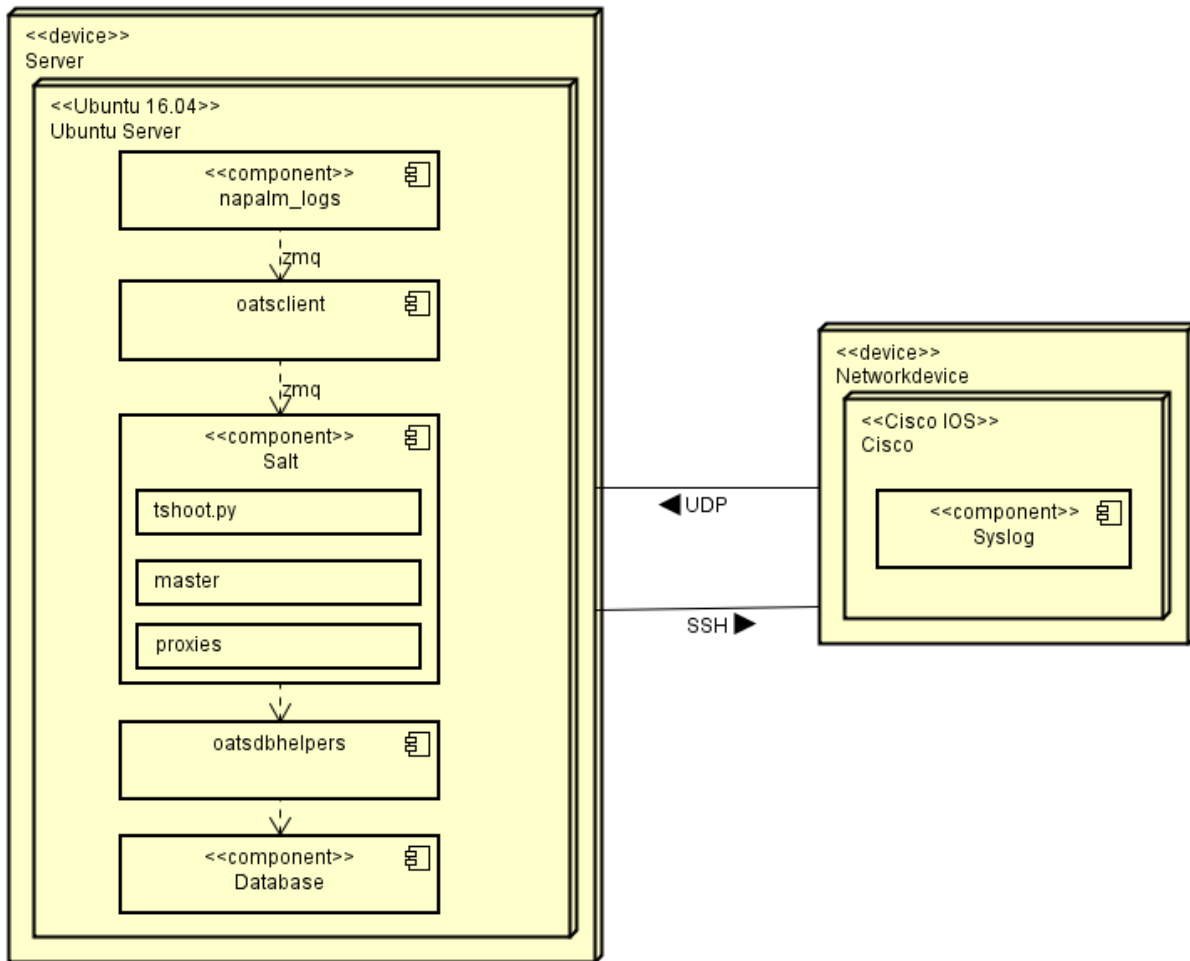 <<device>>
Server
<<Ubuntu 16.04>>
Ubuntu Server
<<component>>
napalm_logs
zmq
oatsclient
zmq
<<component>>
Salt
tshoot.py
master
proxies
oatsdbhelpers
<<component>>
Database
UDP
SSH
<<device>>
Networkdevice
<<Cisco IOS>>
Cisco
<<component>>
Syslog